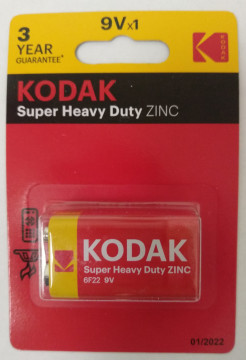 9V x1
3
YEAR
GUARANTEE*
KODAK
KODAK
Super Heavy Duty ZINC
KODAK
Super Heavy Duty ZINC
6F22 9V
01/2022